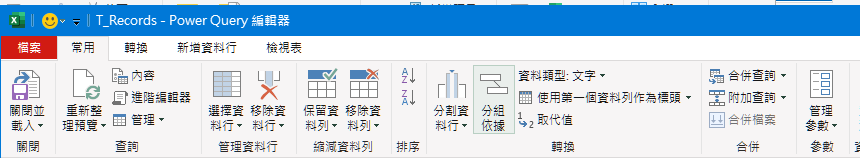 T_Records - Power Query 編輯器
檔案 常用 轉換 新增資料行 檢視表
關閉並載入
關閉
重新整理預覽
內容
進階編輯器
管理
查詢
選擇資料行
移除資料行
管理資料行
保留資料列
移除資料列
縮減資料列
排序
分割資料行
分組依據
資料類型: 文字
使用第一個資料列作為標頭
取代值
轉換
合併查詢
附加查詢
合併檔案
合併
管理參數
參數